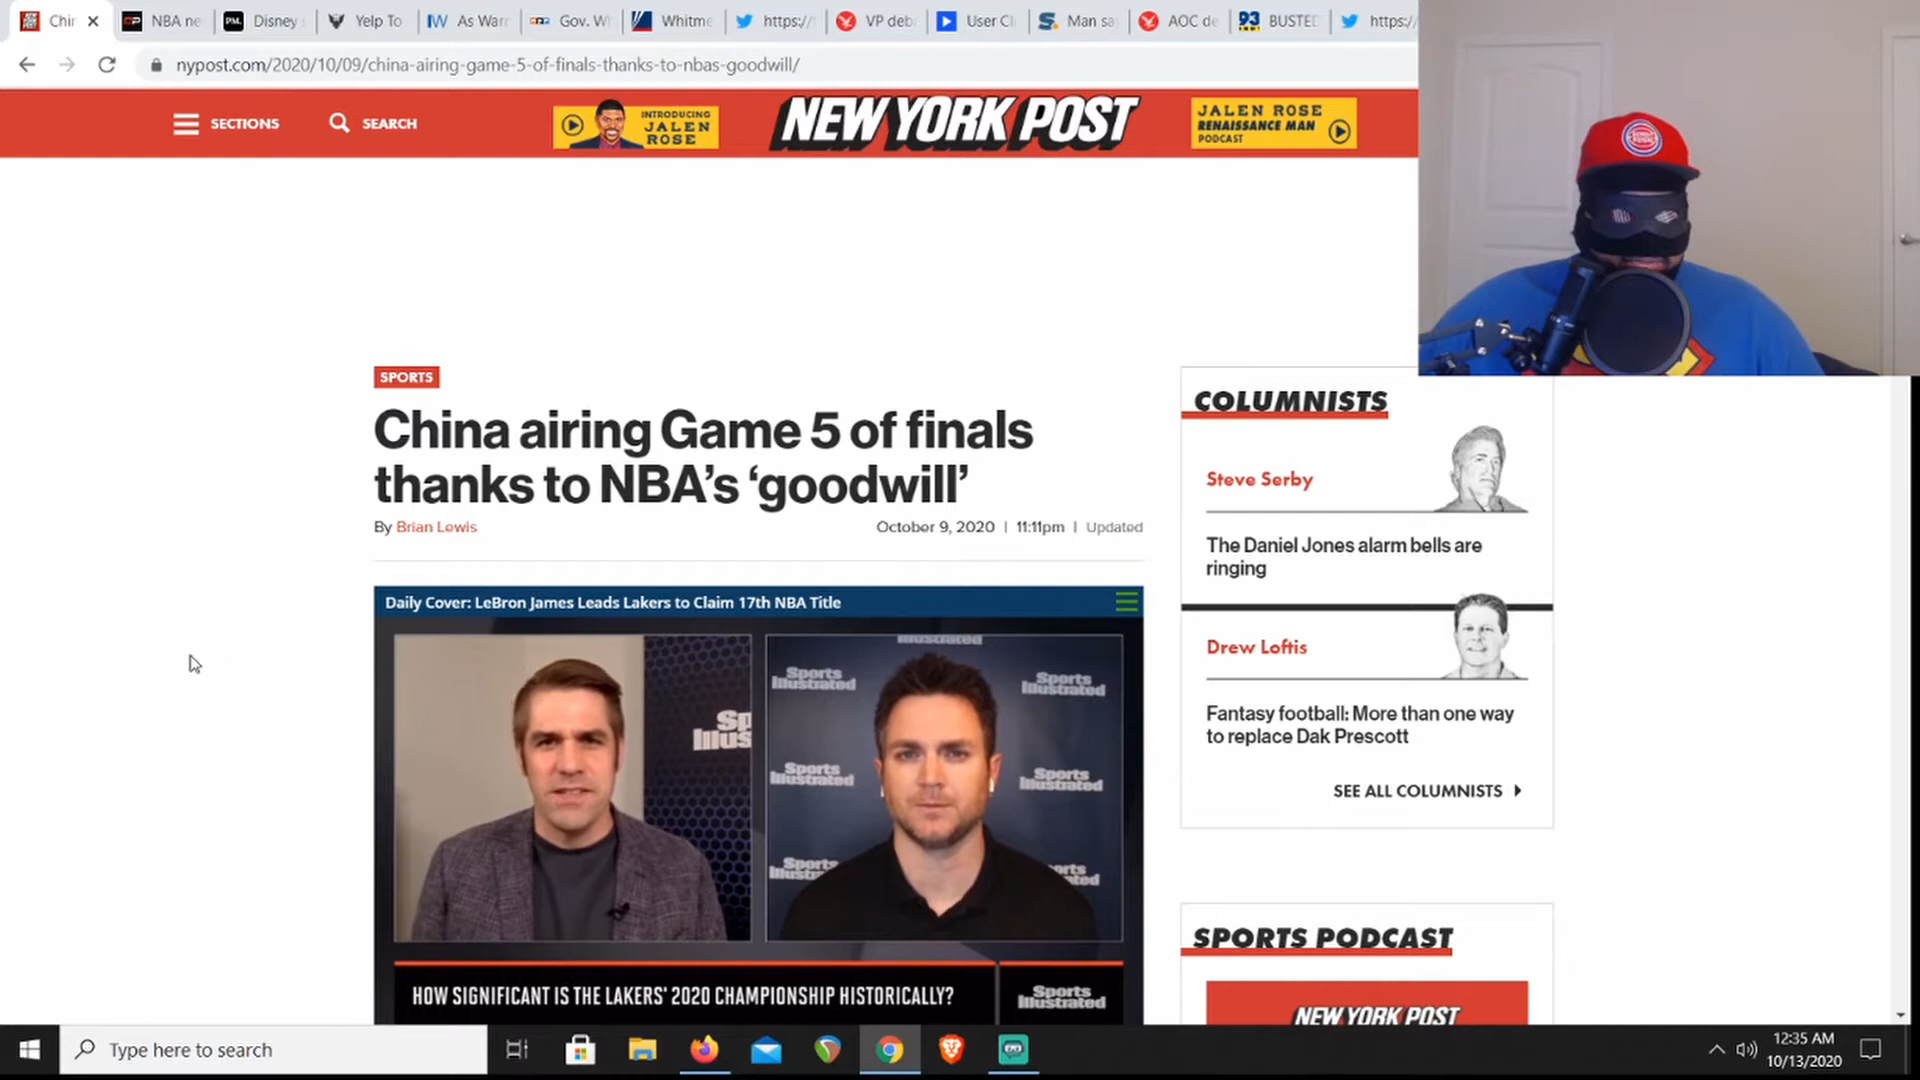 Chir
NBA ne
PM.
Disney
Yelp To
IW
As Warr
Gov. Wh
Whitme
https://
VP deb
User Cl
Man sa
AOC de
93
BUSTED
https:/
nypost.com/2020/10/09/china-airing-game-5-of-finals-thanks-to-nbas-goodwill/
SECTIONS
SEARCH
INTRODUCING
JALEN
ROSE
NEW YORK POST
JALEN ROSE
RENAISSANCE MAN
PODCAST
SPORTS
China airing Game 5 of finals
thanks to NBA's 'goodwill'
By Brian Lewis
October 9, 2020 | 11:11pm | Updated
Daily Cover: LeBron James Leads Lakers to Claim 17th NBA Title
Sports
Illustrated
HOW SIGNIFICANT IS THE LAKERS' 2020 CHAMPIONSHIP HISTORICALLY?
Sports
Illustrated
COLUMNISTS
Steve Serby
The Daniel Jones alarm bells are
ringing
Drew Loftis
Fantasy football: More than one way
to replace Dak Prescott
SEE ALL COLUMNISTS
SPORTS PODCAST
NEW YORK POST
Type here to search
12:35 AM
10/13/2020